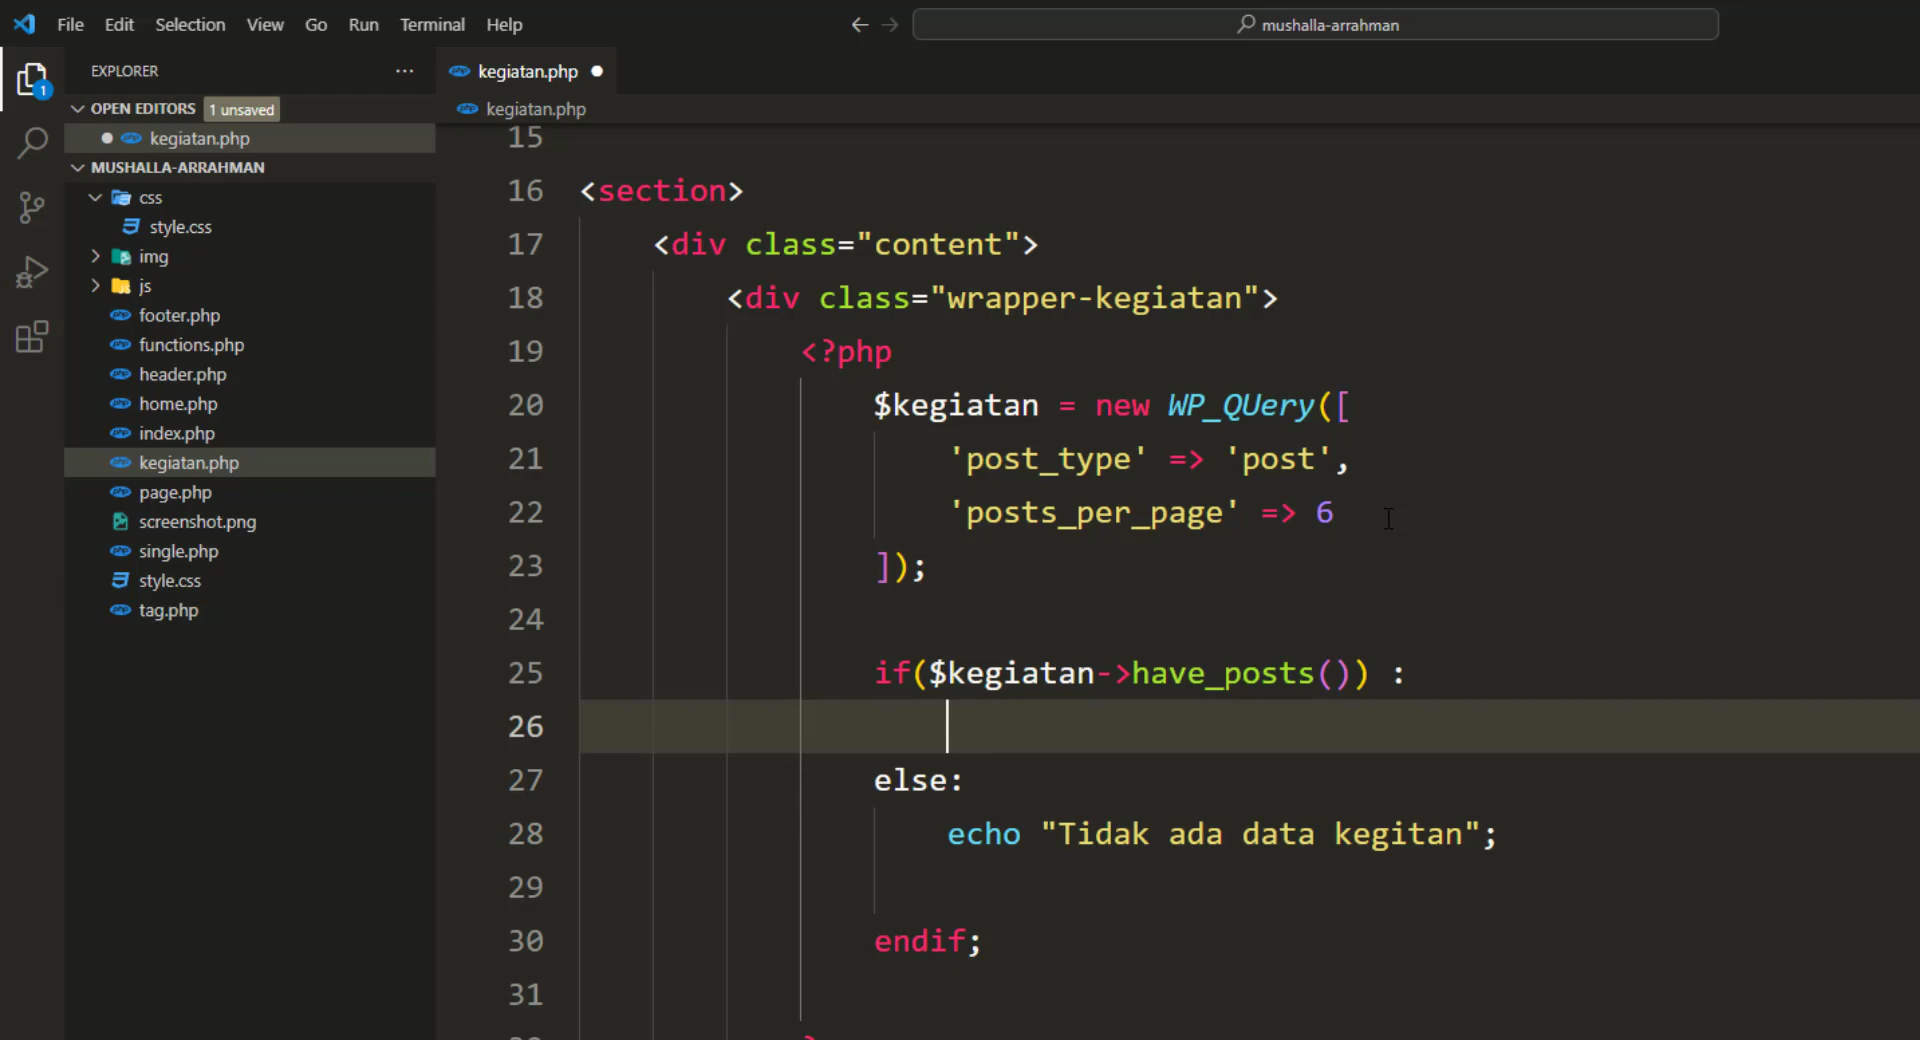 File Edit Selection View Go Run Terminal Help
mushalla-arrahman
EXPLORER
OPEN EDITORS 1 unsaved
kegiatan.php
MUSHALLA-ARRAHMAN
css
style.css
img
js
footer.php
functions.php
header.php
home.php
index.php
kegiatan.php
page.php
screenshot.png
single.php
style.css
tag.php
1
kegiatan.php
kegiatan.php
15
16 <section>
17 <div class="content">
18 <div class="wrapper-kegiatan">
19 <?php
20 $kegiatan = new WP_QUery([
21 'post_type' => 'post',
22 'posts_per_page' => 6
23 ]);
24
25 if($kegiatan->have_posts()) :
26
27 else:
28 echo "Tidak ada data kegitan";
29
30 endif;
31